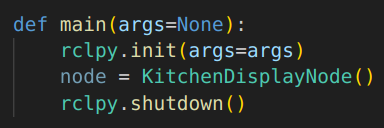 def main(args=None):
    rclpy.init(args=args)
    node = KitchenDisplayNode()
    rclpy.shutdown()